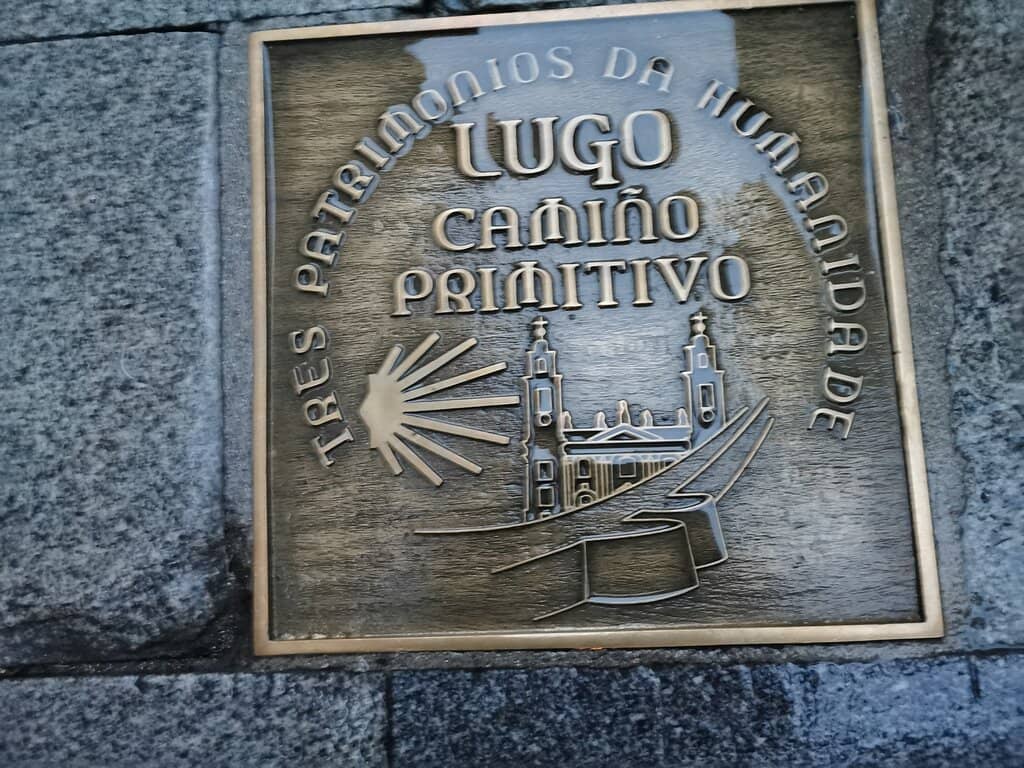 TRES PATRIMONIOS DA HUMANIDADE
LUGO
CAMIÑO
PRIMITIVO